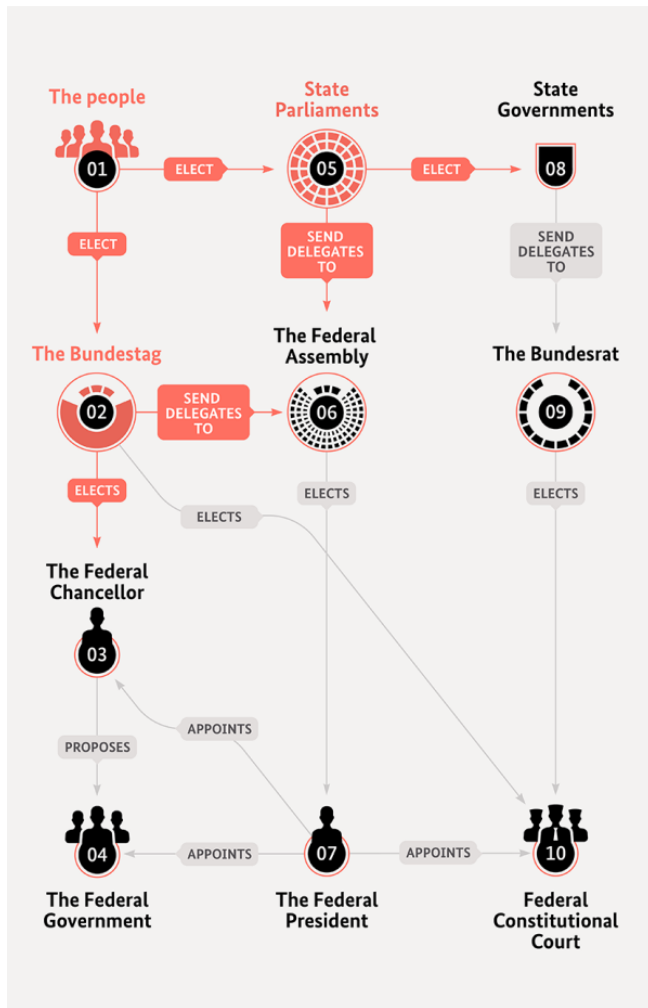 The people
State
Parliaments
State
Governments
01
ELECT
05
ELECT
08
ELECT
SEND
DELEGATES
TO
SEND
DELEGATES
TO
The Bundestag
The Federal
Assembly
The Bundesrat
02
SEND
DELEGATES
TO
06
09
ELECTS
ELECTS
ELECTS
ELECTS
The Federal
Chancellor
03
PROPOSES
APPOINTS
04
APPOINTS
07
APPOINTS
10
The Federal
Government
The Federal
President
Federal
Constitutional
Court